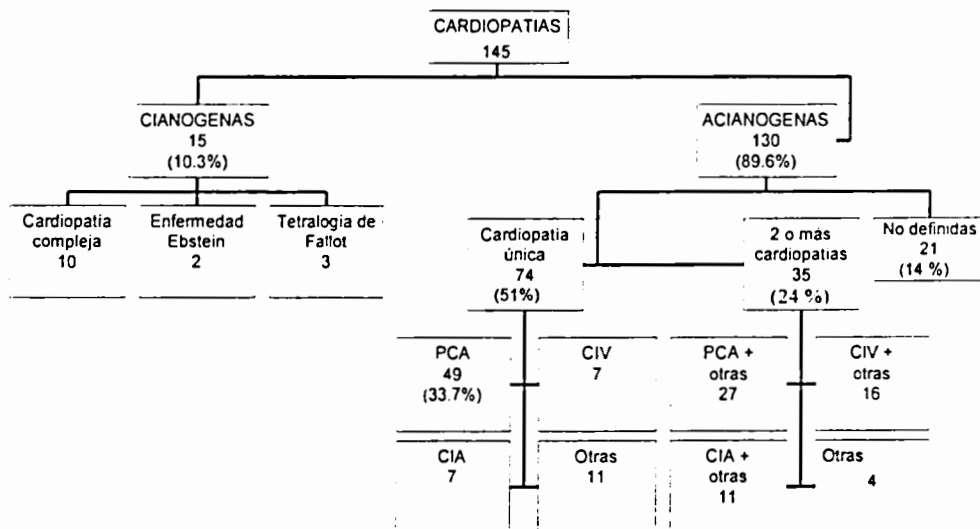 CARDIOPATIAS
145
CIANOGENAS
15
(10.3%)
ACIANOGENAS
130
(89.6%)
Cardiopatia
compleja
10
Enfermedad
Ebstein
2
Tetralogia de
Fallot
3
Cardiopatia
única
74
(51%)
2 o más
cardiopatias
35
(24 %)
No definidas
21
(14 %)
PCA
49
(33.7%)
CIV
7
PCA +
otras
27
CIV +
otras
16
CIA
7
Otras
11
CIA +
otras
11
Otras
4